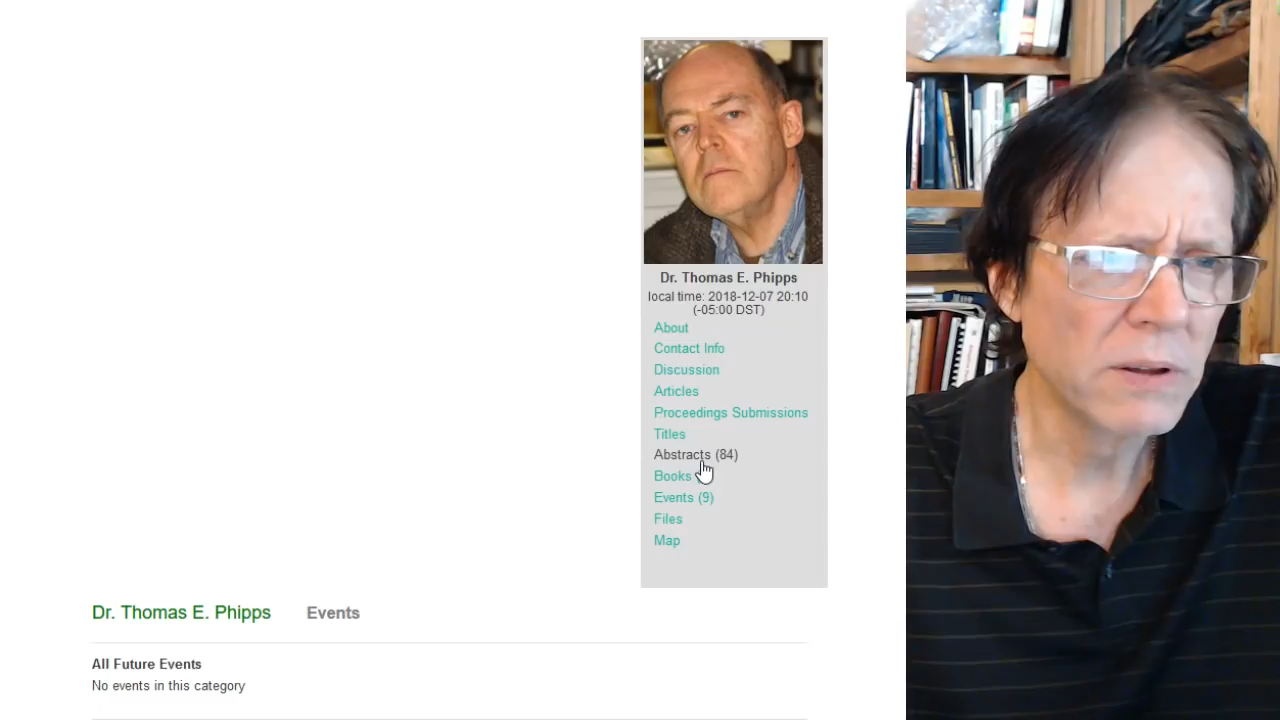 Dr. Thomas E. Phipps
local time: 2018-12-07 20:10
(-05:00 DST)
About
Contact Info
Discussion
Articles
Proceedings Submissions
Titles
Abstracts (84)
Books
Events (9)
Files
Map
Dr. Thomas E. Phipps Events
All Future Events
No events in this category